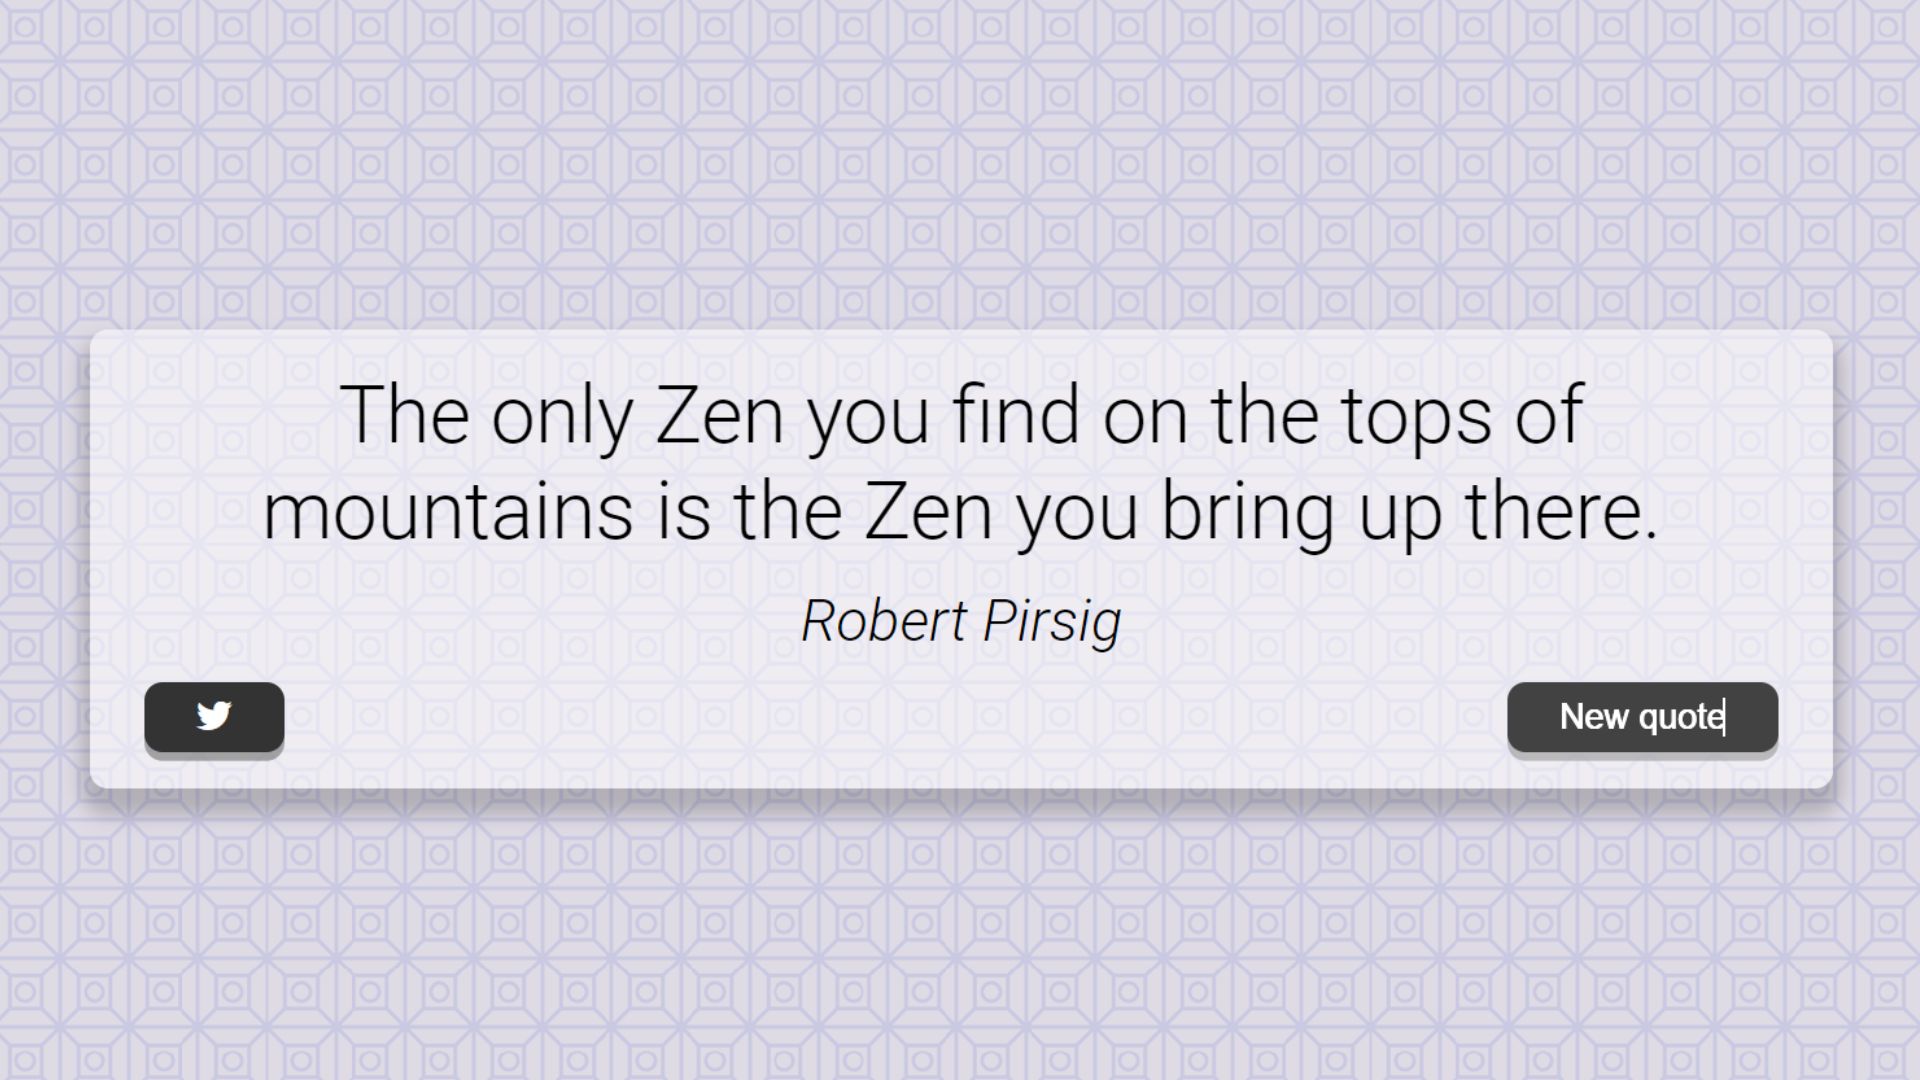 The only Zen you find on the tops of
mountains is the Zen you bring up there.
Robert Pirsig
New quote